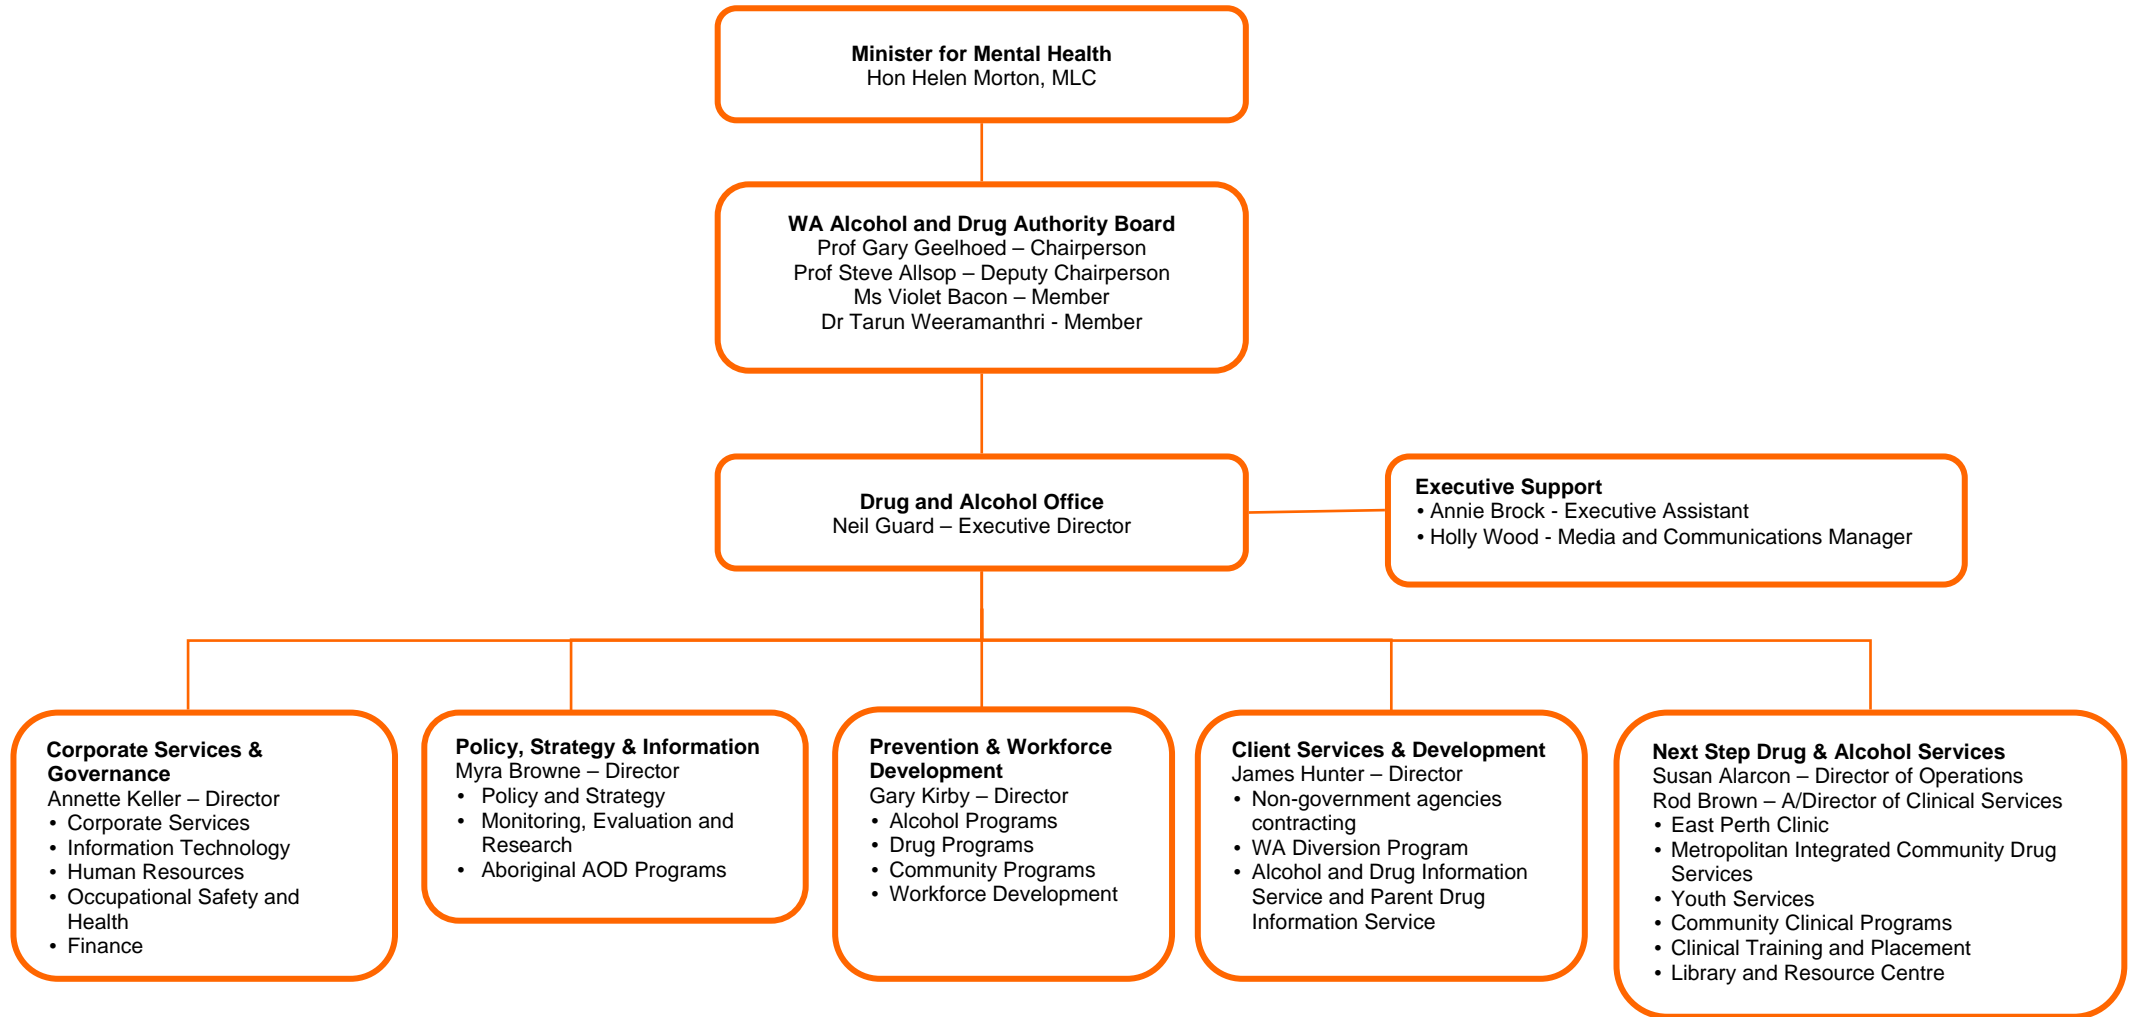 Minister for Mental Health
Hon Helen Morton, MLC
WA Alcohol and Drug Authority Board
Prof Gary Geelhoed – Chairperson
Prof Steve Allsop – Deputy Chairperson
Ms Violet Bacon – Member
Dr Tarun Weeramanthri - Member
Drug and Alcohol Office
Neil Guard – Executive Director
Executive Support
• Annie Brock - Executive Assistant
• Holly Wood - Media and Communications Manager
Corporate Services &
Governance
Annette Keller – Director
• Corporate Services
• Information Technology
• Human Resources
• Occupational Safety and
Health
• Finance
Policy, Strategy & Information
Myra Browne – Director
• Policy and Strategy
• Monitoring, Evaluation and
Research
• Aboriginal AOD Programs
Prevention & Workforce
Development
Gary Kirby – Director
• Alcohol Programs
• Drug Programs
• Community Programs
• Workforce Development
Client Services & Development
James Hunter – Director
• Non-government agencies
contracting
• WA Diversion Program
• Alcohol and Drug Information
Service and Parent Drug
Information Service
Next Step Drug & Alcohol Services
Susan Alarcon – Director of Operations
Rod Brown – A/Director of Clinical Services
• East Perth Clinic
• Metropolitan Integrated Community Drug
Services
• Youth Services
• Community Clinical Programs
• Clinical Training and Placement
• Library and Resource Centre